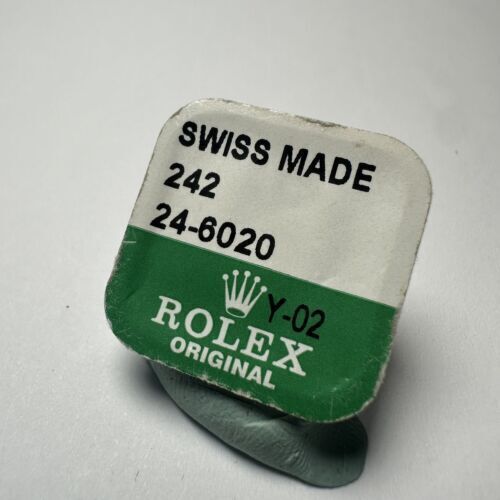 SWISS MADE
242
24-6020
Y-02
ROLEX
ORIGINAL